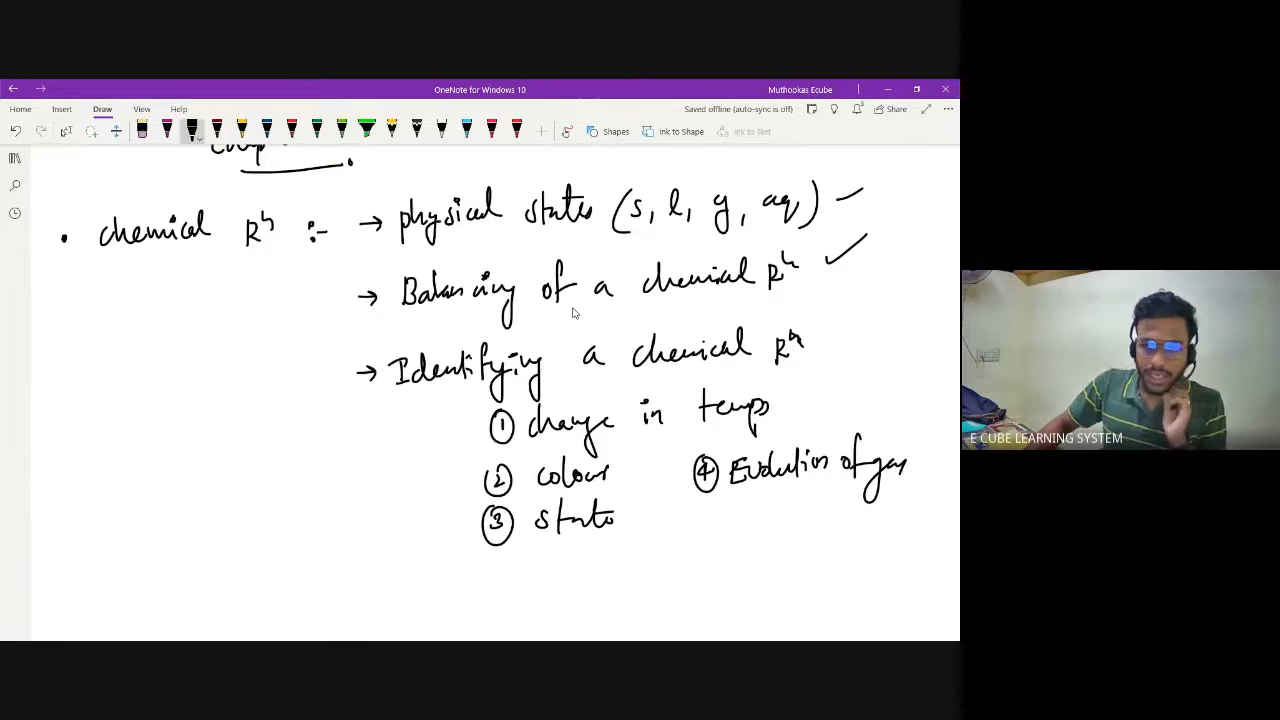 OneNote for Windows 10
Muthookas Ecube
Home Insert Draw View Help
Saved offline (auto-sync is off)
Share
Shapes
Ink to Shape
Ink to Text
. chemical Rn :- → physical states (s, l, g, aq) ✓
→ Balancing of a chemical Rn ✓
→ Identifying a chemical Rn
① change in temp
② colour ④ Evolution of gas
③ state
E CUBE LEARNING SYSTEM